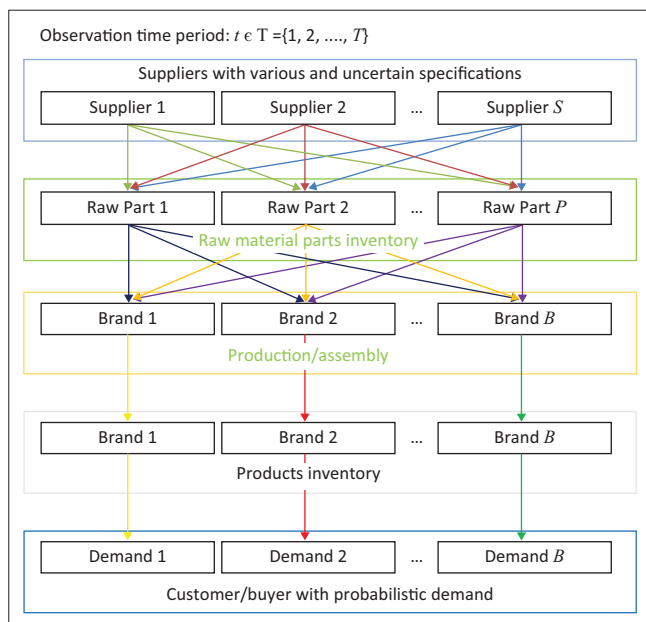 Observation time period: t ϵ T ={1, 2, ...., T}
Suppliers with various and uncertain specifications
Supplier 1 Supplier 2 ... Supplier S
Raw Part 1 Raw Part 2 ... Raw Part P
Raw material parts inventory
Brand 1 Brand 2 ... Brand B
Production/assembly
Brand 1 Brand 2 ... Brand B
Products inventory
Demand 1 Demand 2 ... Demand B
Customer/buyer with probabilistic demand